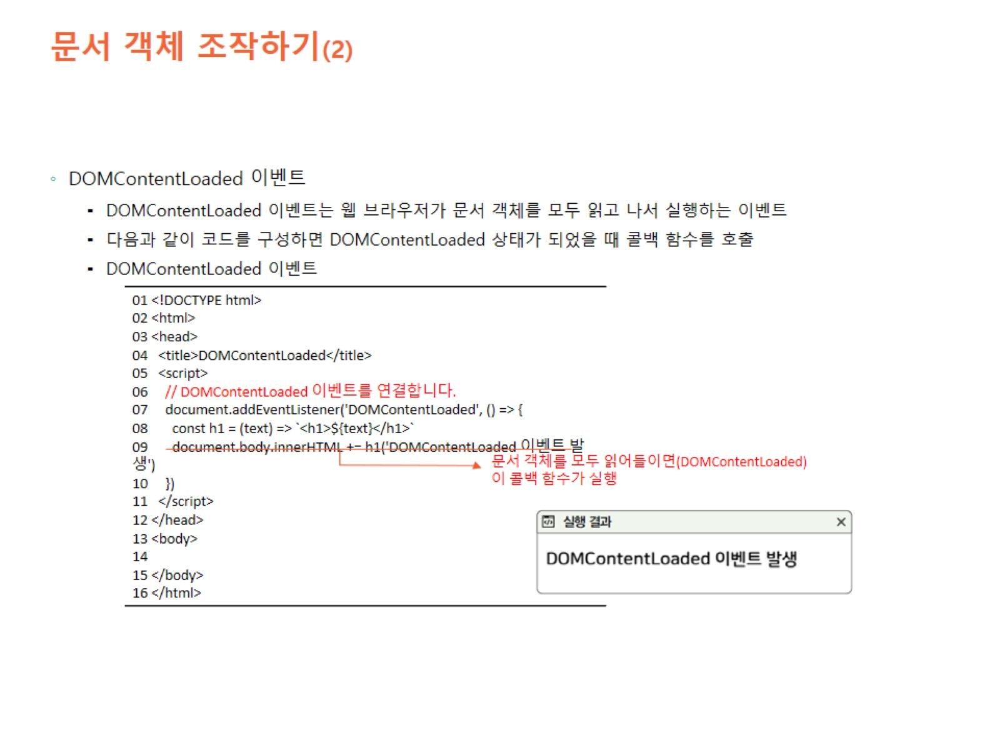 문서 객체 조작하기(2)
◦ DOMContentLoaded 이벤트
▪ DOMContentLoaded 이벤트는 웹 브라우저가 문서 객체를 모두 읽고 나서 실행하는 이벤트
▪ 다음과 같이 코드를 구성하면 DOMContentLoaded 상태가 되었을 때 콜백 함수를 호출
▪ DOMContentLoaded 이벤트
01 <!DOCTYPE html>
02 <html>
03 <head>
04 <title>DOMContentLoaded</title>
05 <script>
06 // DOMContentLoaded 이벤트를 연결합니다.
07 document.addEventListener('DOMContentLoaded', () => {
08 const h1 = (text) => `<h1>${text}</h1>`
09 document.body.innerHTML += h1('DOMContentLoaded 이벤트 발
생')
문서 객체를 모두 읽어들이면(DOMContentLoaded)
이 콜백 함수가 실행
10 })
11 </script>
12 </head>
13 <body>
14
15 </body>
16 </html>
실행 결과
DOMContentLoaded 이벤트 발생